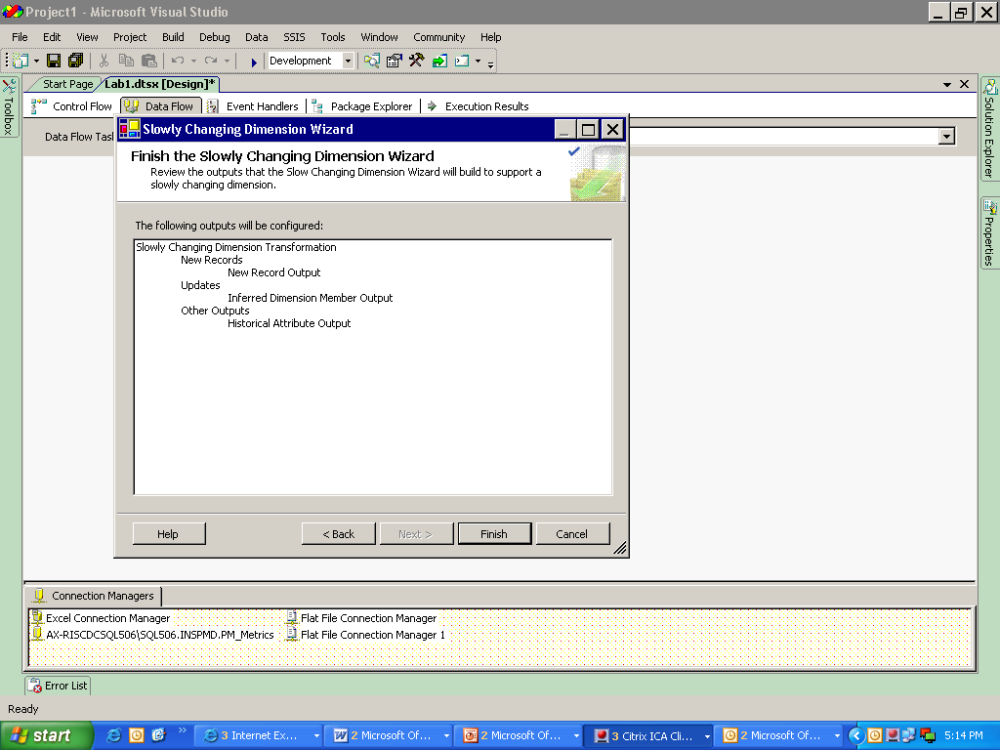 Project1 - Microsoft Visual Studio
File Edit View Project Build Debug Data SSIS Tools Window Community Help
Development
Start Page Lab1.dtsx [Design]*
Control Flow Data Flow Event Handlers Package Explorer Execution Results
Toolbox
Solution Explorer
Properties
Data Flow Tas
Slowly Changing Dimension Wizard
Finish the Slowly Changing Dimension Wizard
Review the outputs that the Slow Changing Dimension Wizard will build to support a
slowly changing dimension.
The following outputs will be configured:
Slowly Changing Dimension Transformation
New Records
New Record Output
Updates
Inferred Dimension Member Output
Other Outputs
Historical Attribute Output
Help < Back Next > Finish Cancel
Connection Managers
Excel Connection Manager Flat File Connection Manager
AX-RISCDCSQL506\SQL506.INSPMD.PM_Metrics Flat File Connection Manager 1
Error List
Ready
start 3 Internet Ex... 2 Microsoft Of... 2 Microsoft Of... 3 Citrix ICA Cli... 2 Microsoft Of... 5:14 PM